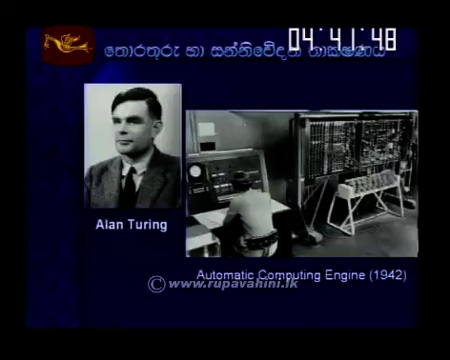 04:41:48
තොරතුරු හා සන්නිවේදන තාක්ෂණය
Alan Turing
Automatic Computing Engine (1942)
© www.rupavahini.lk